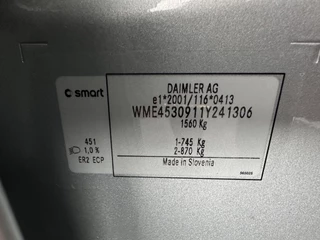 smart
DAIMLER AG
e1*2001/116*0413
WME4530911Y241306
1560 Kg
1-745 Kg
2-870 Kg
Made in Slovenia
451
1,0 %
ER2 ECP